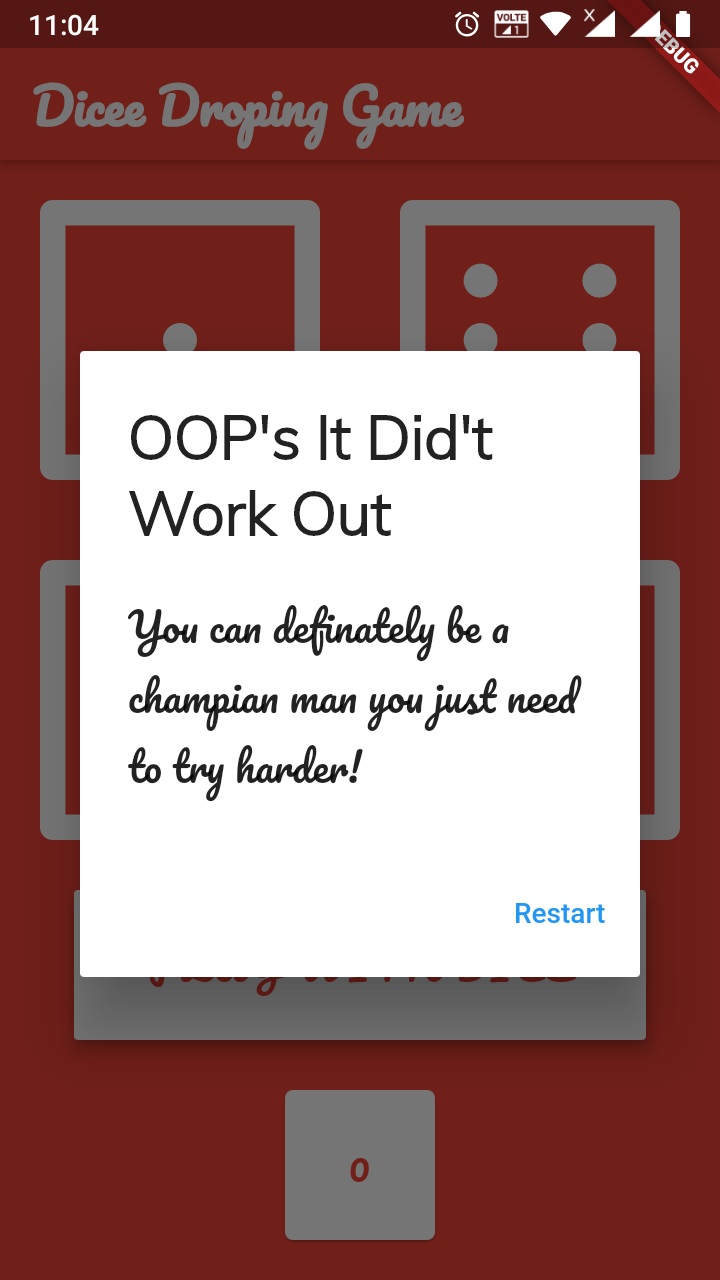 11:04
VOLTE
1
X
EBUG
Dicee Droping Game
OOP's It Did't
Work Out
You can definately be a
champian man you just need
to try harder!
Restart
0